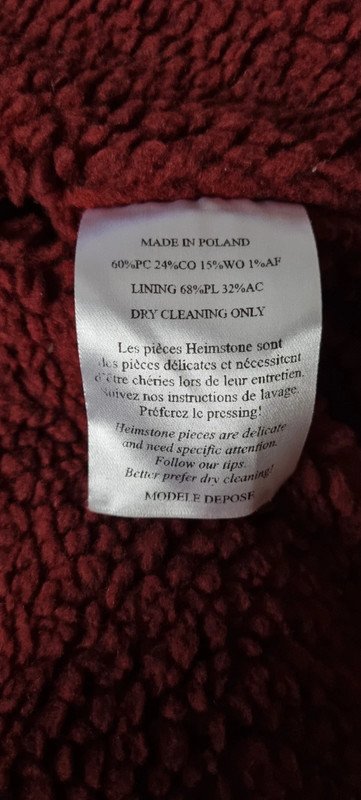 MADE IN POLAND
60%PC 24%CO 15%WO 1%AF
LINING 68%PL 32%AC
DRY CLEANING ONLY
Les pièces Heimstone sont
des pièces délicates et nécessitent
d'être chéries lors de leur entretien.
Suivez nos instructions de lavage.
Préferez le pressing!
Heimstone pieces are delicate
and need specific attention.
Follow our tips.
Better prefer dry cleaning!
MODELE DEPOSE